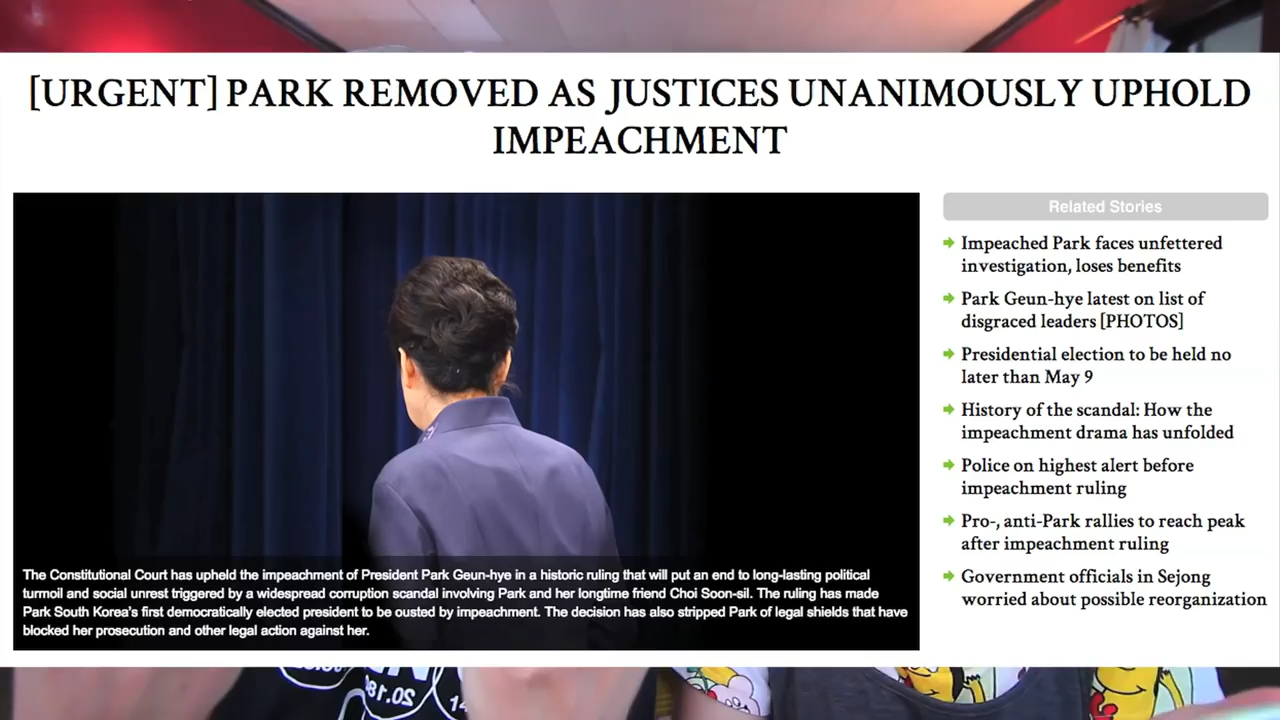 [URGENT] PARK REMOVED AS JUSTICES UNANIMOUSLY UPHOLD
IMPEACHMENT
The Constitutional Court has upheld the impeachment of President Park Geun-hye in a historic ruling that will put an end to long-lasting political
turmoil and social unrest triggered by a widespread corruption scandal involving Park and her longtime friend Choi Soon-sil. The ruling has made
Park South Korea's first democratically elected president to be ousted by impeachment. The decision has also stripped Park of legal shields that have
blocked her prosecution and other legal action against her.
Related Stories
Impeached Park faces unfettered
investigation, loses benefits
Park Geun-hye latest on list of
disgraced leaders [PHOTOS]
Presidential election to be held no
later than May 9
History of the scandal: How the
impeachment drama has unfolded
Police on highest alert before
impeachment ruling
Pro-, anti-Park rallies to reach peak
after impeachment ruling
Government officials in Sejong
worried about possible reorganization